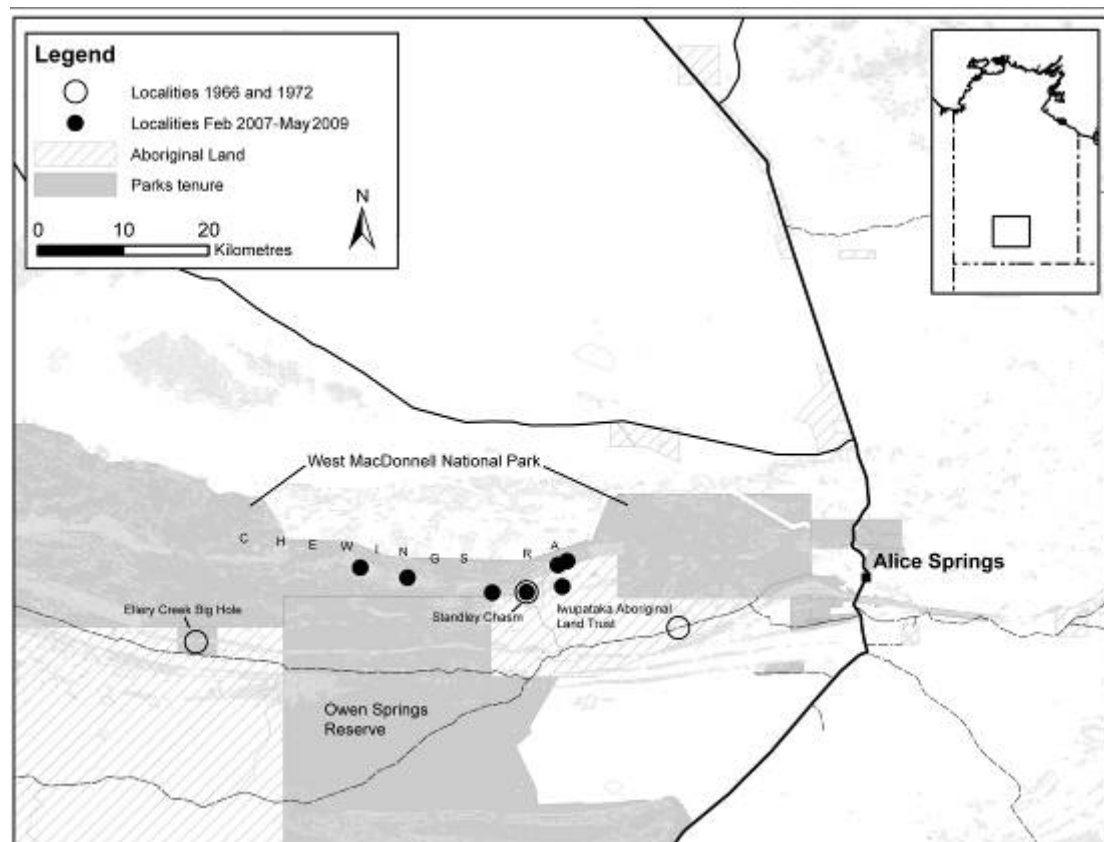 Legend
Localities 1966 and 1972
Localities Feb 2007-May 2009
Aboriginal Land
Parks tenure
N
0 10 20
Kilometres
West MacDonnell National Park
C H E W I N G S R A
Alice Springs
Ellery Creek Big Hole
Standley Chasm
Iwupataka Aboriginal
Land Trust
Owen Springs
Reserve